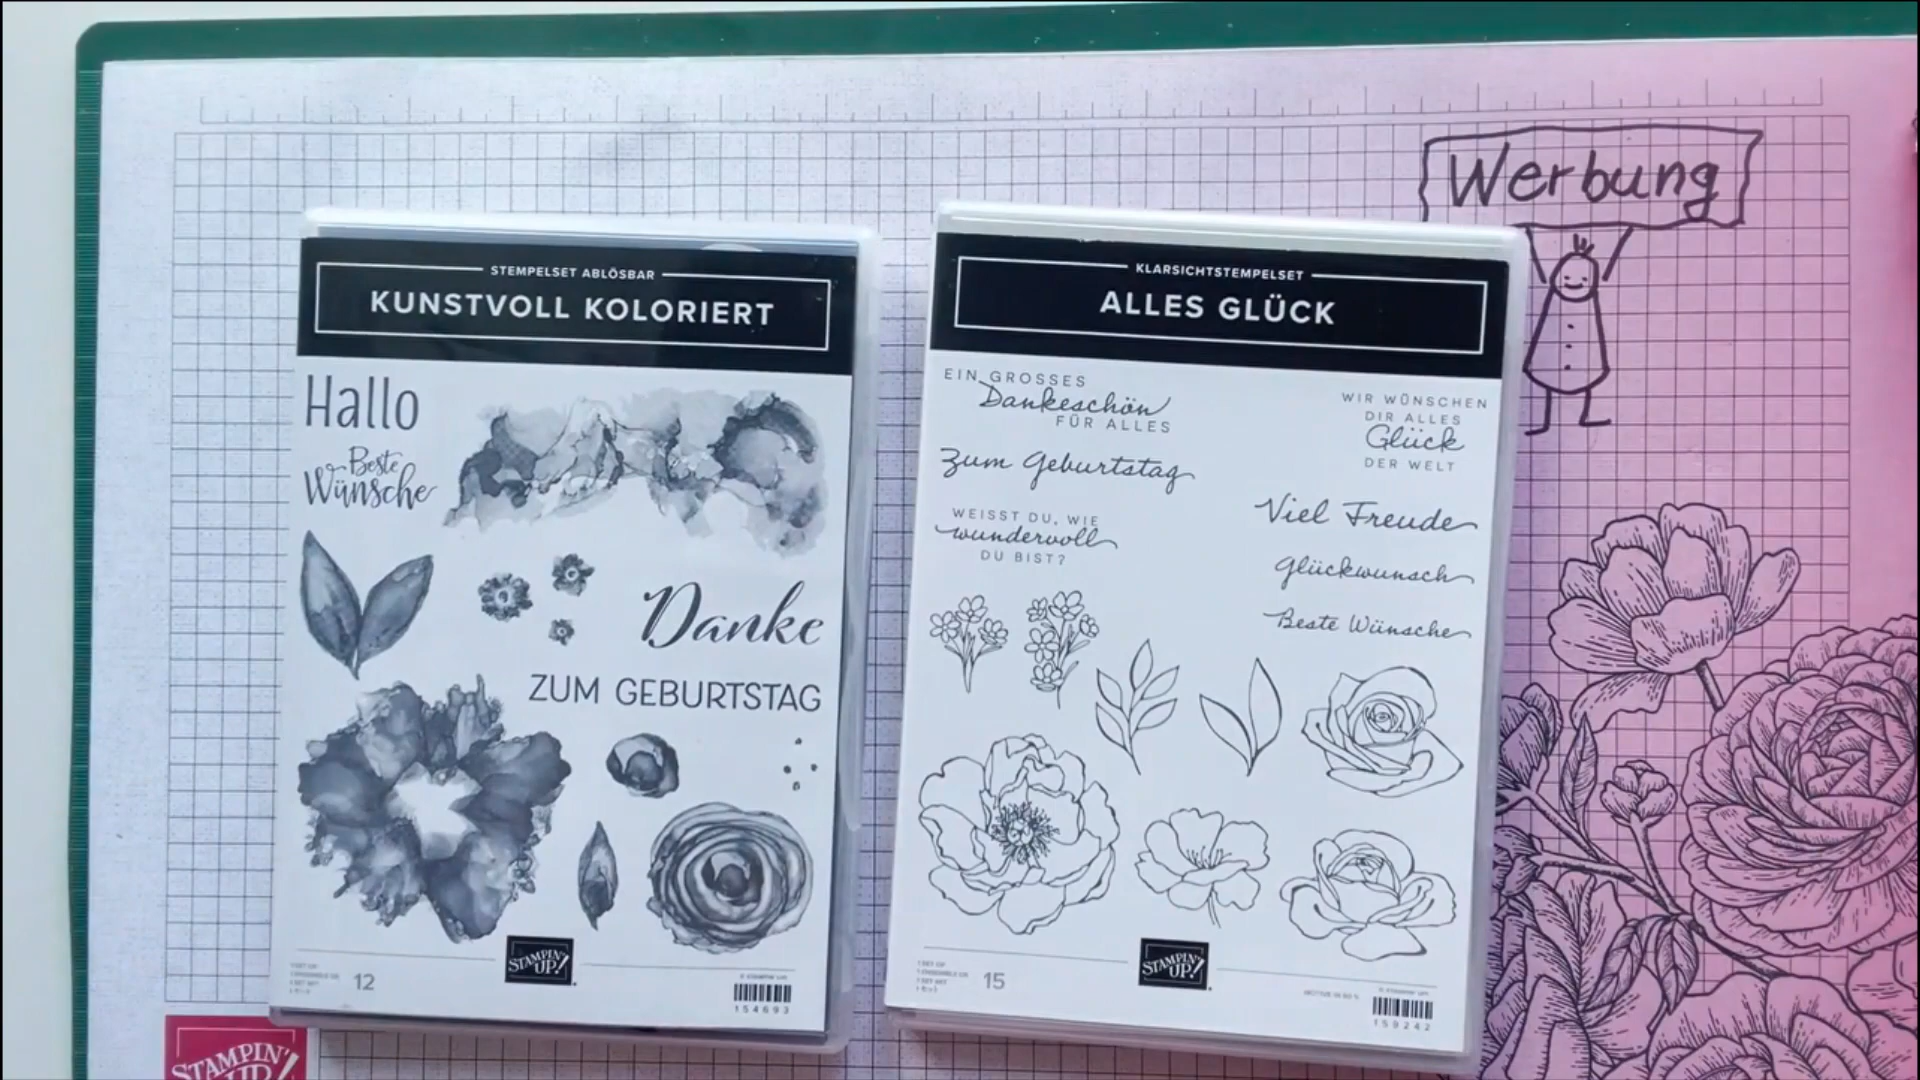 Werbung
STEMPELSET ABLÖSBAR
KUNSTVOLL KOLORIERT
Hallo
Beste
Wünsche
Danke
ZUM GEBURTSTAG
STAMPIN'
UP!
12
154693
KLARSICHTSTEMPELSET
ALLES GLÜCK
EIN GROSSES
Dankeschön
FÜR ALLES
WIR WÜNSCHEN
DIR ALLES
Glück
DER WELT
Zum Geburtstag
Viel Freude
WEISST DU, WIE
wundervoll
DU BIST?
Glückwunsch
Beste Wünsche
STAMPIN'
UP!
15
159242
STAMPIN'
UP!